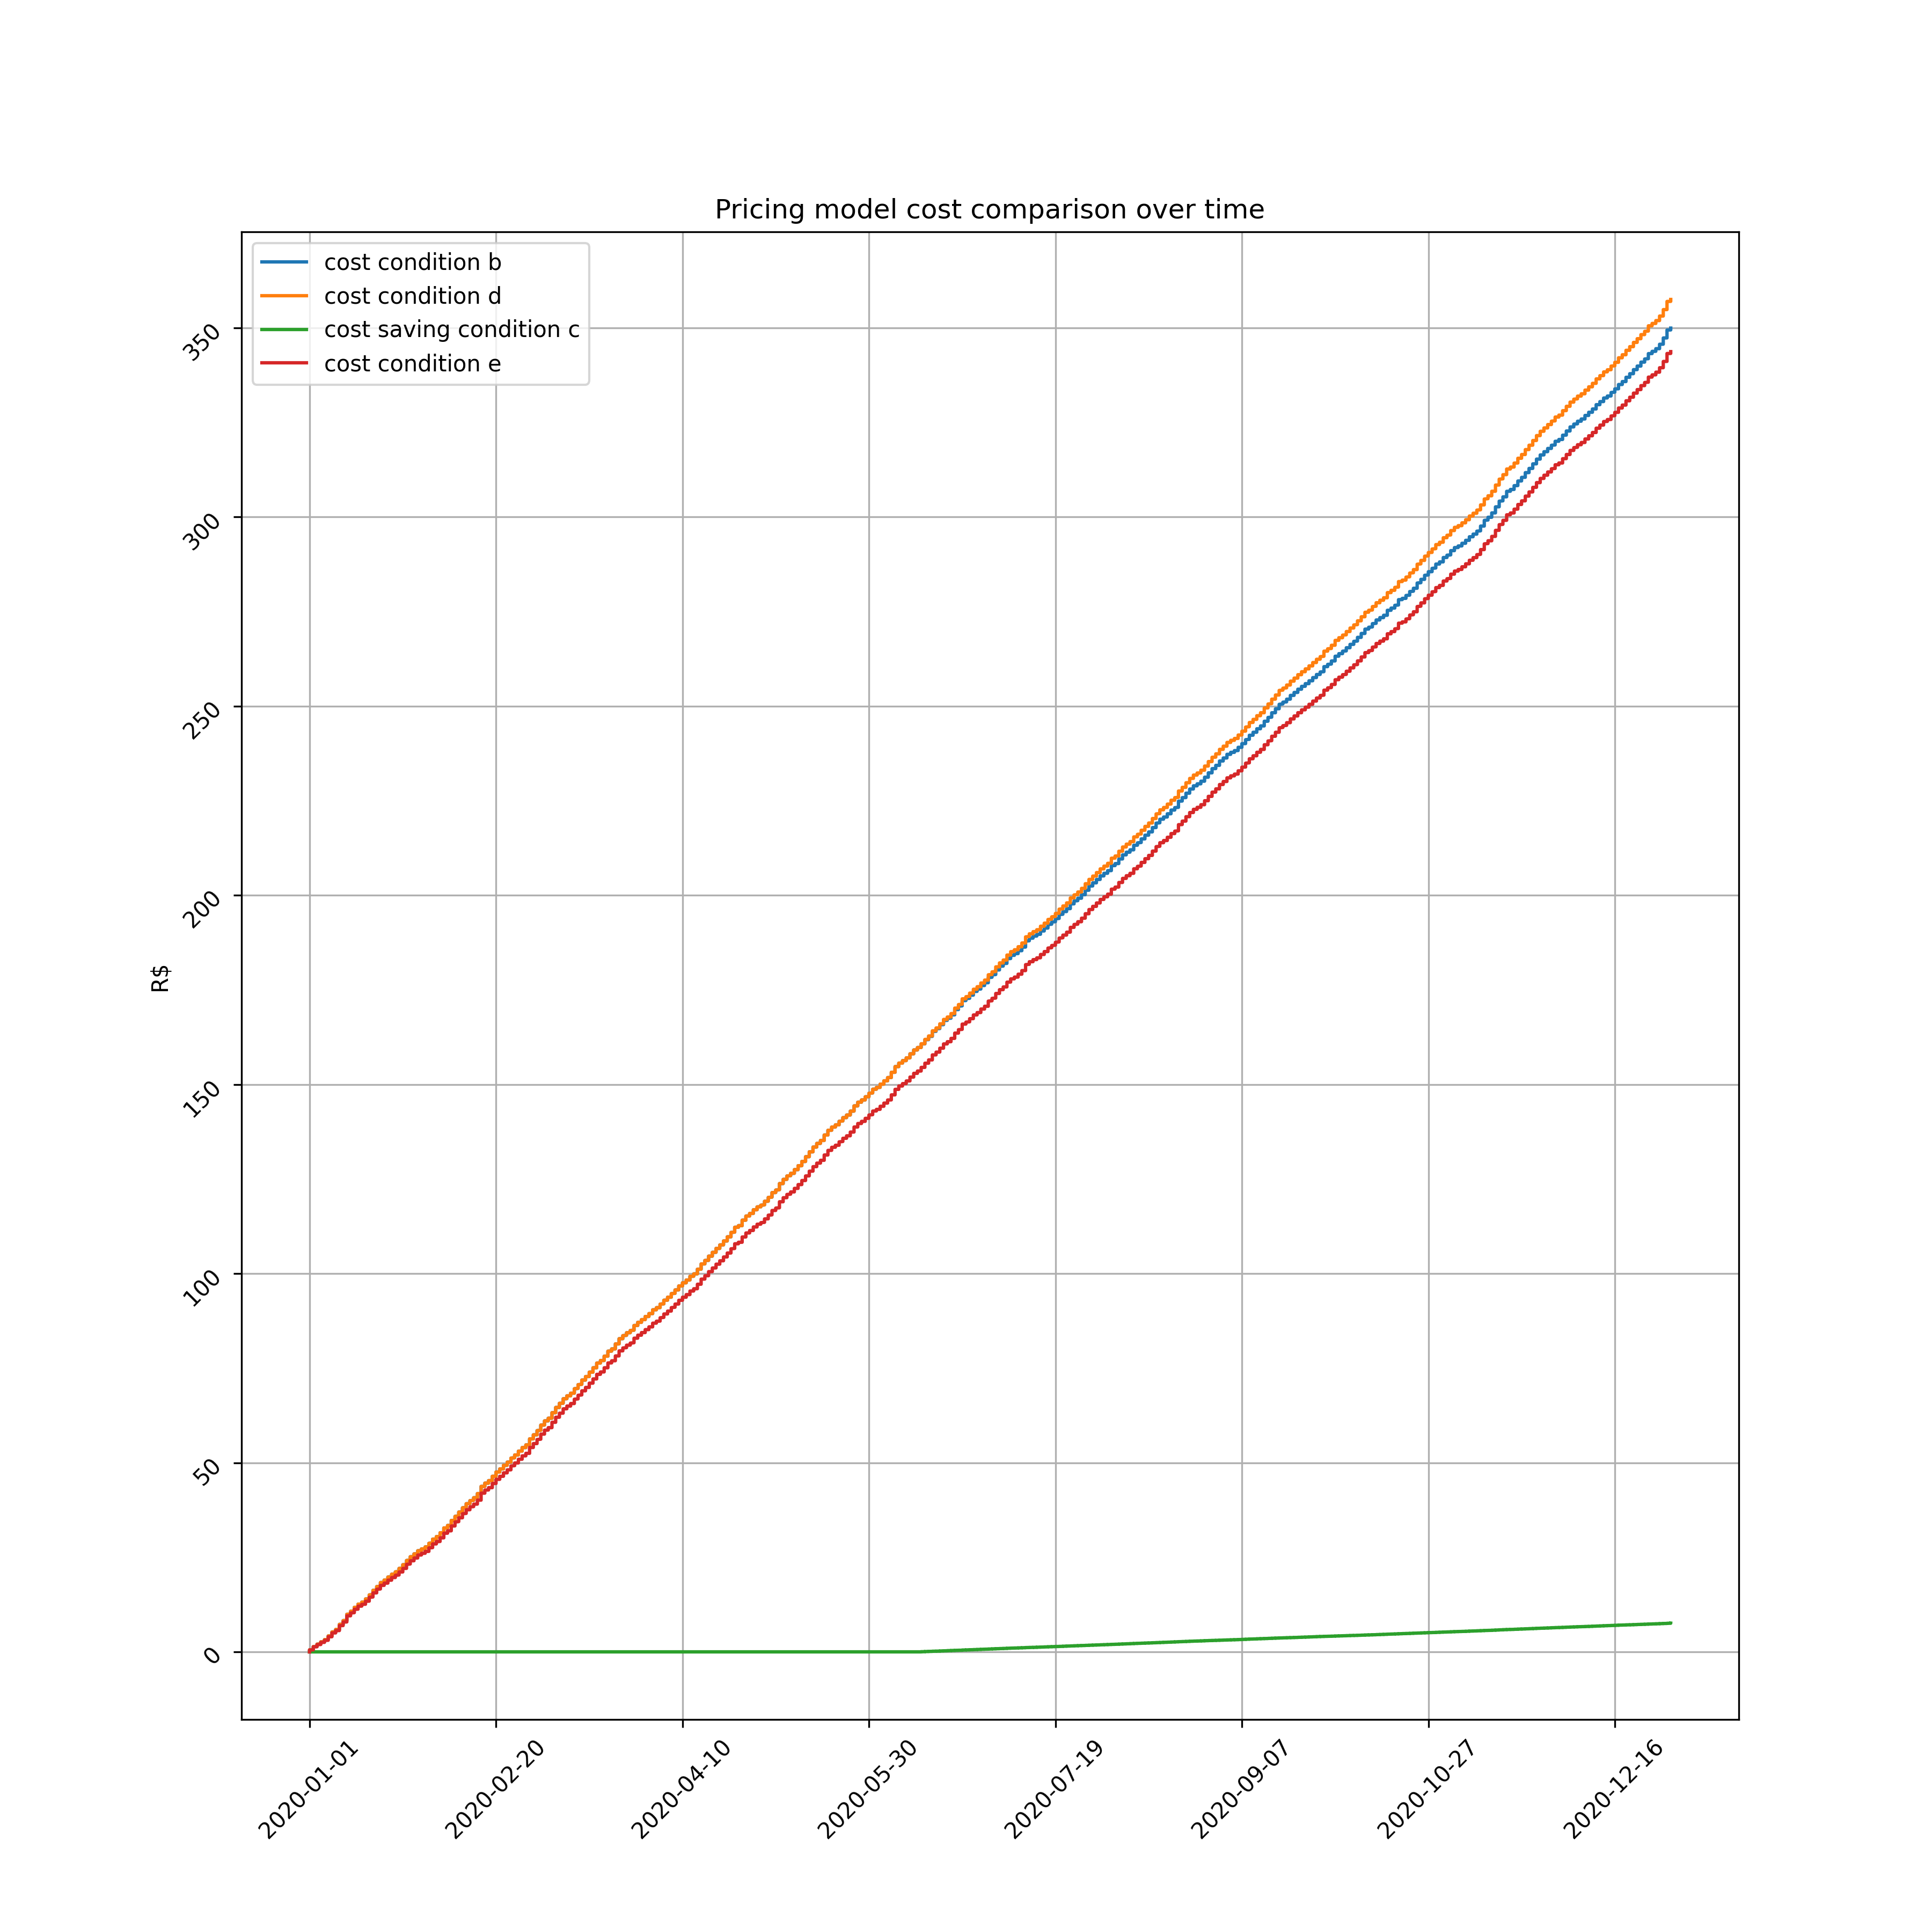 Pricing model cost comparison over time
cost condition b
cost condition d
cost saving condition c
cost condition e
350
300
250
200
150
100
50
0
R$
2020-01-01
2020-02-20
2020-04-10
2020-05-30
2020-07-19
2020-09-07
2020-10-27
2020-12-16